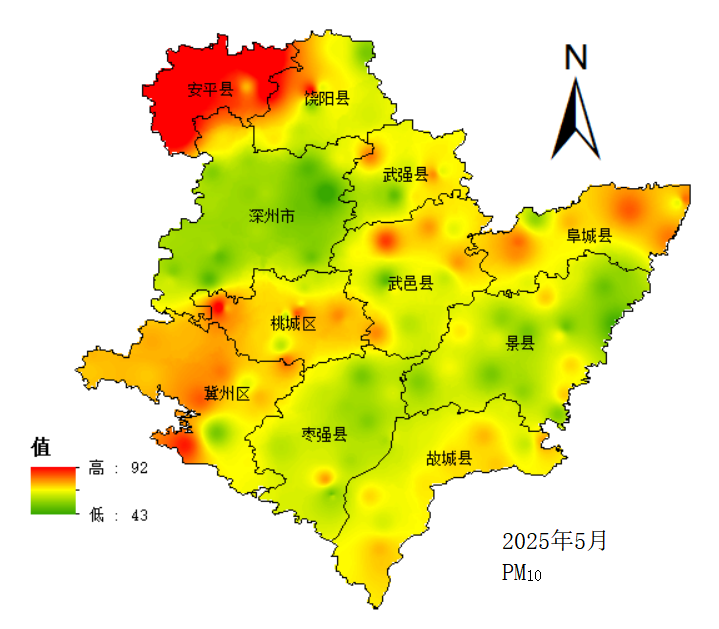 N
安平县
饶阳县
武强县
深州市
阜城县
武邑县
桃城区
景县
冀州区
枣强县
故城县
值
高 : 92
低 : 43
2025年5月
PM₁₀